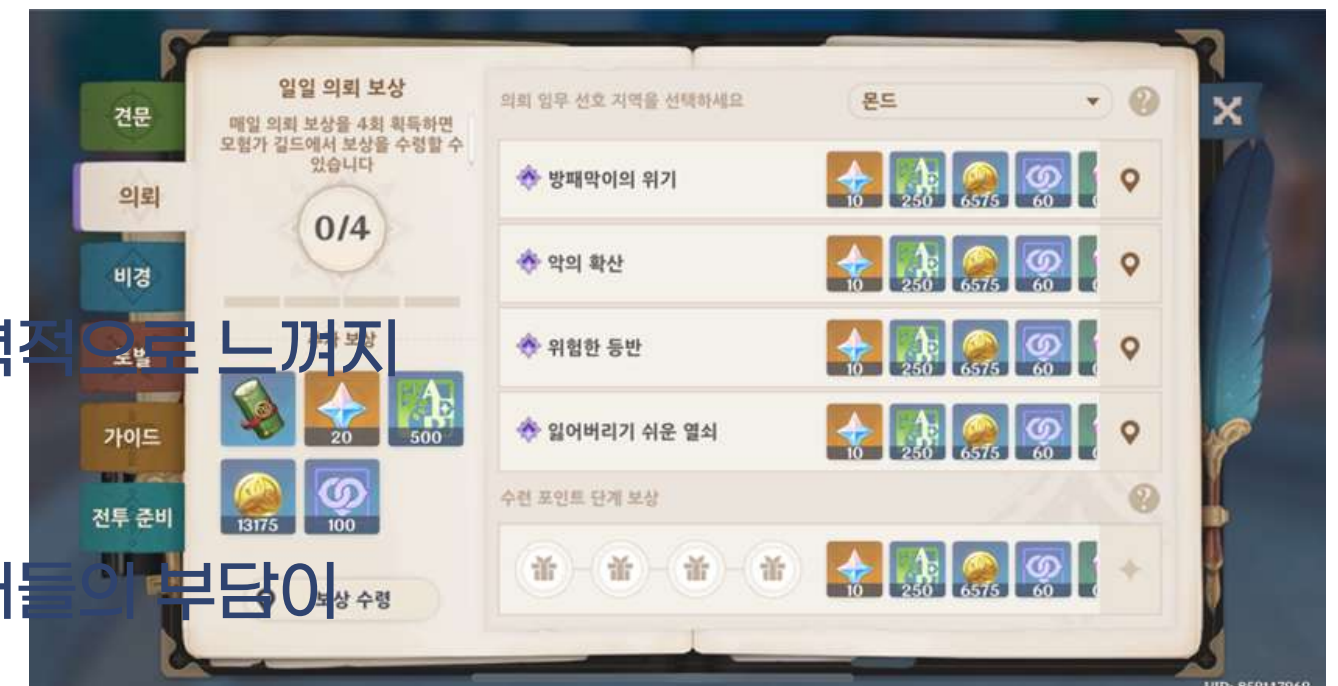 견문
의뢰
비경
토벌
가이드
전투 준비
일일 의뢰 보상
매일 의뢰 보상을 4회 획득하면
모험가 길드에서 보상을 수령할 수
있습니다
0/4
보상
20
500
13175
100
보상 수령
의뢰 임무 선호 지역을 선택하세요
몬드
?
X
방패막이의 위기
10 250 6575 60
악의 확산
10 250 6575 60
위험한 등반
10 250 6575 60
잃어버리기 쉬운 열쇠
10 250 6575 60
수련 포인트 단계 보상
?
10 250 6575 60
적으로 느껴지
들의 부담이